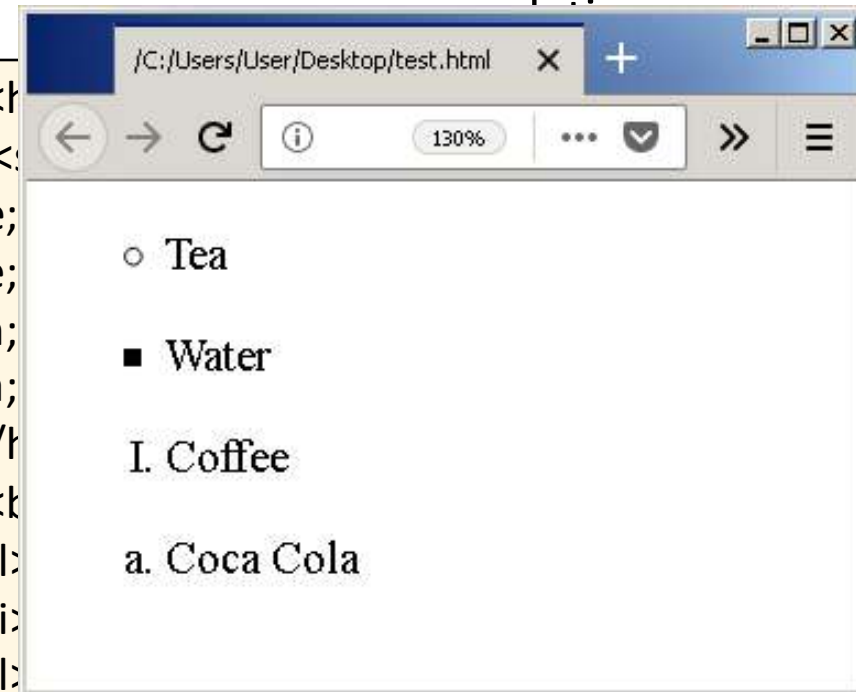 /C:/Users/User/Desktop/test.html
130%
Tea
Water
I. Coffee
a. Coca Cola